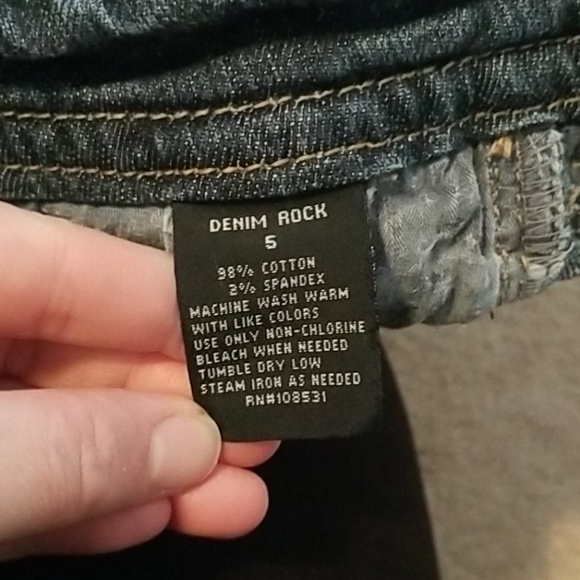 DENIM ROCK
5
98% COTTON
2% SPANDEX
MACHINE WASH WARM
WITH LIKE COLORS
USE ONLY NON-CHLORINE
BLEACH WHEN NEEDED
TUMBLE DRY LOW
STEAM IRON AS NEEDED
RN#108531